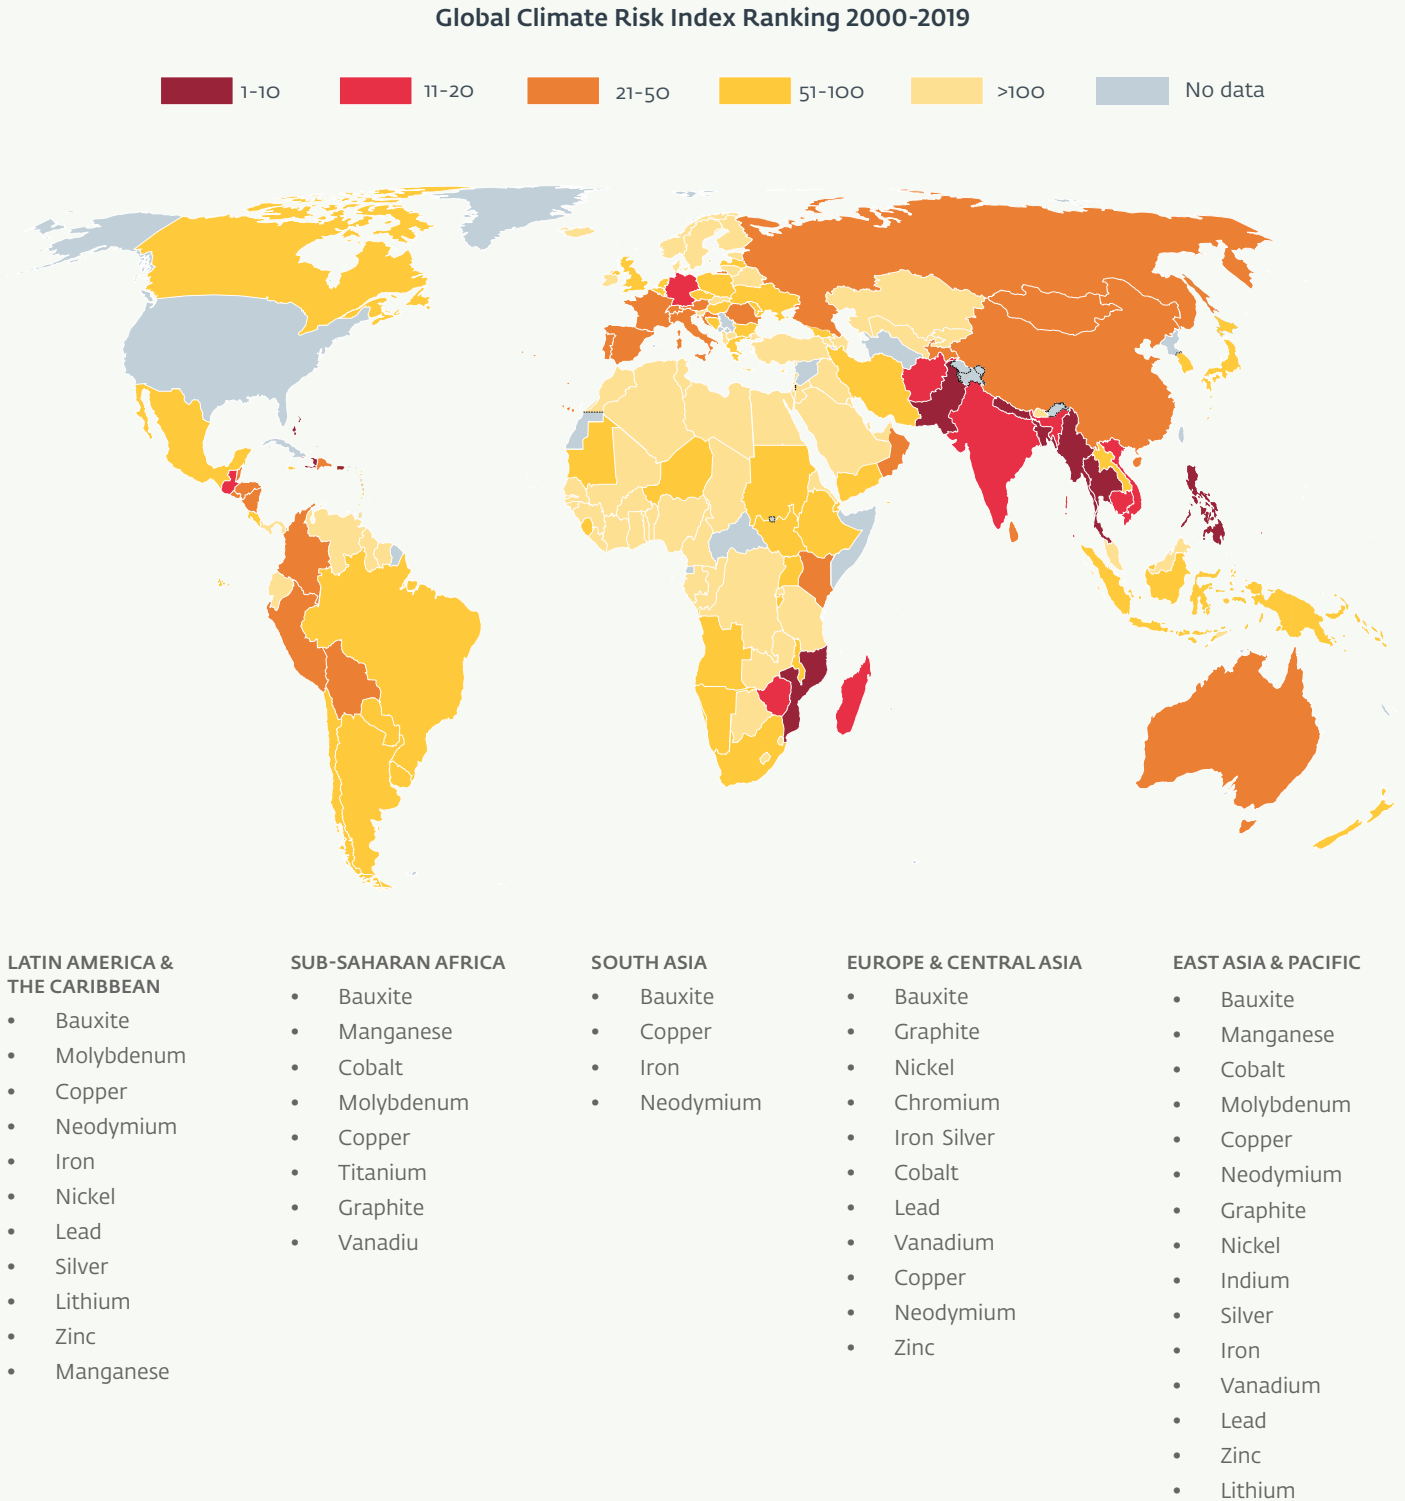 Global Climate Risk Index Ranking 2000-2019
1-10
11-20
21-50
51-100
>100
No data
LATIN AMERICA &
THE CARIBBEAN
• Bauxite
• Molybdenum
• Copper
• Neodymium
• Iron
• Nickel
• Lead
• Silver
• Lithium
• Zinc
• Manganese
SUB-SAHARAN AFRICA
• Bauxite
• Manganese
• Cobalt
• Molybdenum
• Copper
• Titanium
• Graphite
• Vanadiu
SOUTH ASIA
• Bauxite
• Copper
• Iron
• Neodymium
EUROPE & CENTRAL ASIA
• Bauxite
• Graphite
• Nickel
• Chromium
• Iron Silver
• Cobalt
• Lead
• Vanadium
• Copper
• Neodymium
• Zinc
EAST ASIA & PACIFIC
• Bauxite
• Manganese
• Cobalt
• Molybdenum
• Copper
• Neodymium
• Graphite
• Nickel
• Indium
• Silver
• Iron
• Vanadium
• Lead
• Zinc
• Lithium